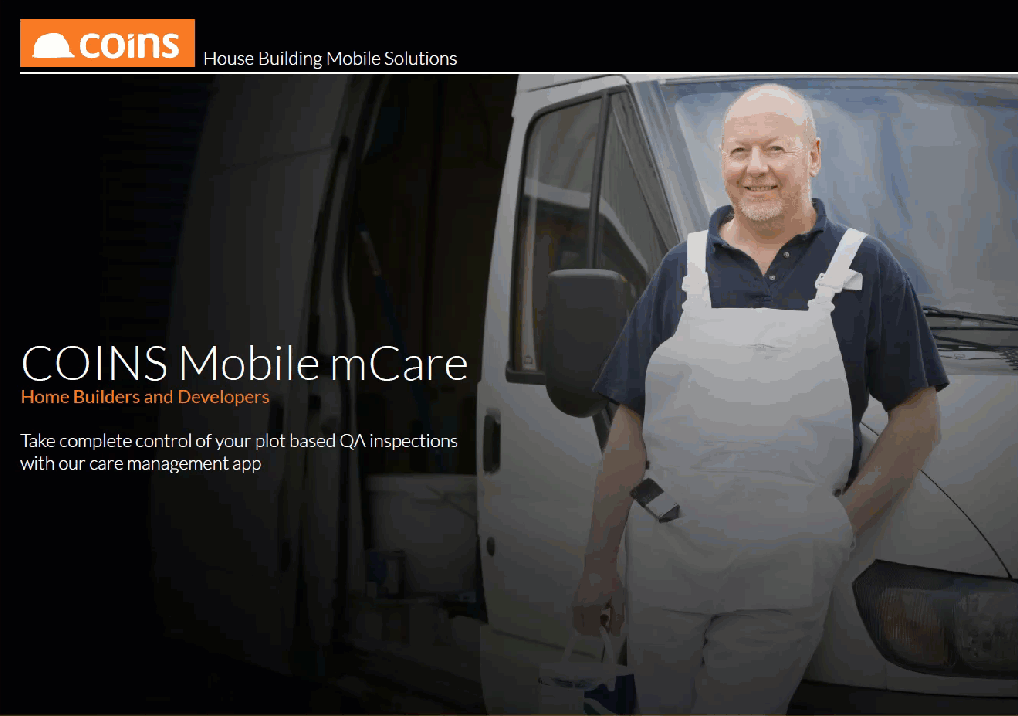 coins
House Building Mobile Solutions
COINS Mobile mCare
Home Builders and Developers
Take complete control of your plot based QA inspections
with our care management app